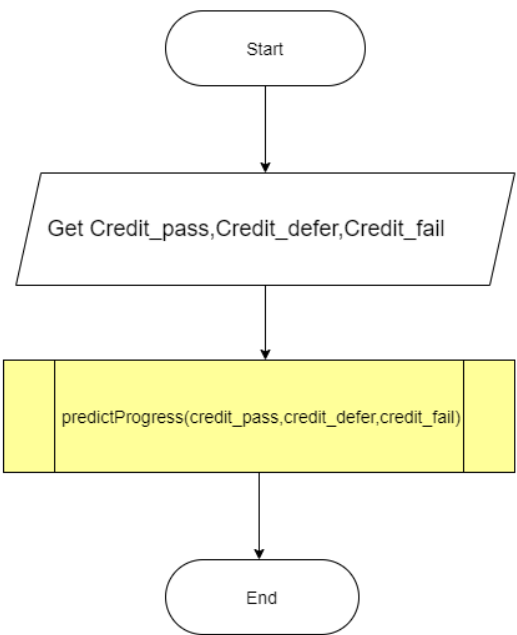 Start
Get Credit_pass,Credit_defer,Credit_fail
predictProgress(credit_pass,credit_defer,credit_fail)
End